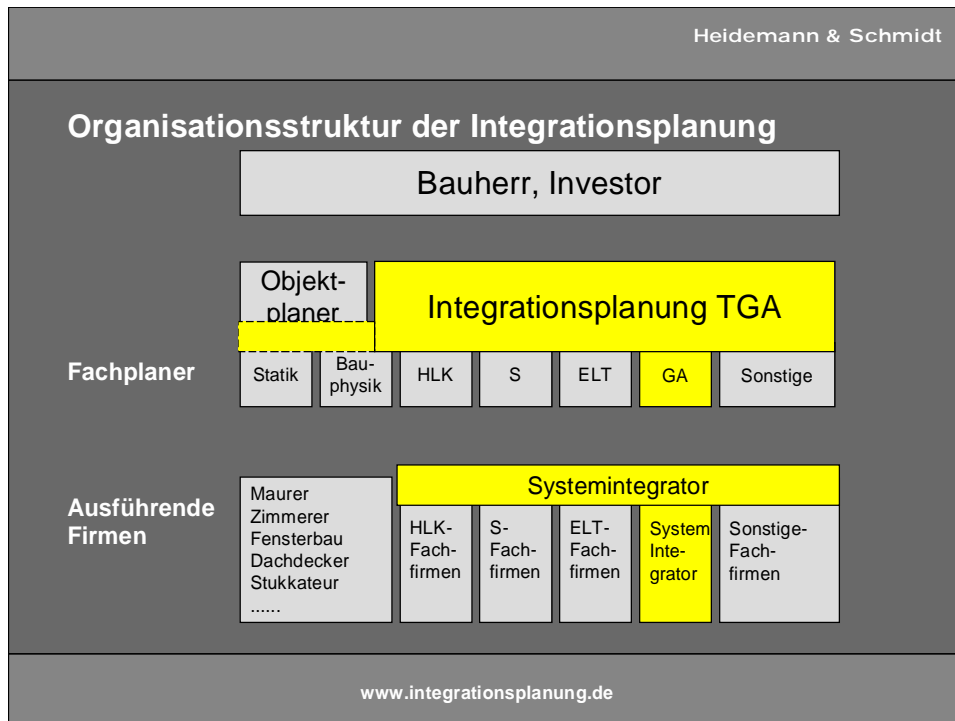 Heidemann & Schmidt
Organisationsstruktur der Integrationsplanung
Bauherr, Investor
Objekt-
planer
Integrationsplanung TGA
Fachplaner
Statik
Bau-
physik
HLK
S
ELT
GA
Sonstige
Ausführende
Firmen
Maurer
Zimmerer
Fensterbau
Dachdecker
Stukkateur
......
Systemintegrator
HLK-
Fach-
firmen
S-
Fach-
firmen
ELT-
Fach-
firmen
System
Inte-
grator
Sonstige-
Fach-
firmen
www.integrationsplanung.de